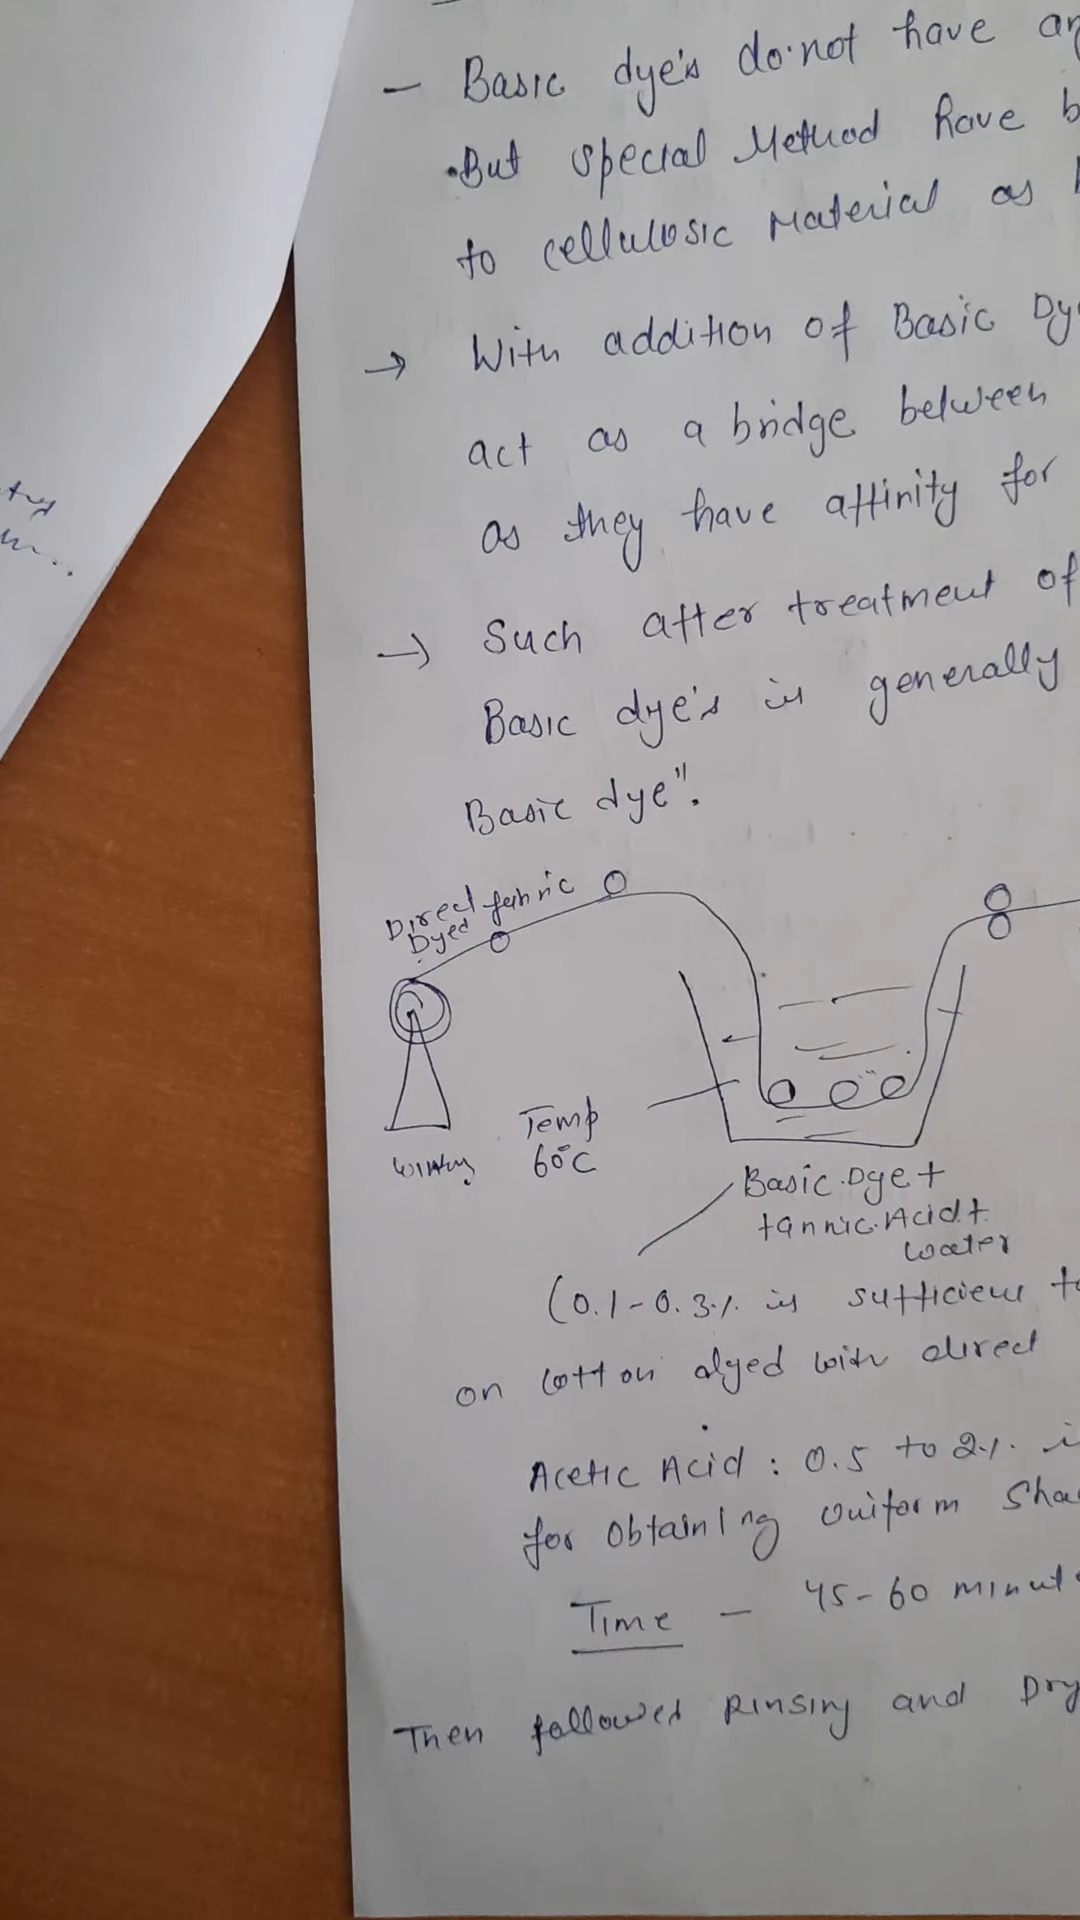 - Basic dye's do not have
But special Method have
to cellulosic Material as
→ With addition of Basic
act as a bridge between
as they have affinity for
→ Such after treatment of
Basic dye's is generally
Basic dye".
Direct fabric
Dyed
Temp
60°C
Basic Dye +
tannic Acid +
water
(0.1-0.3% is sufficient
on cotton dyed with direct
Acetic Acid : 0.5 to 2%
for obtaining uniform
Time - 45-60
Then followed Rinsing and